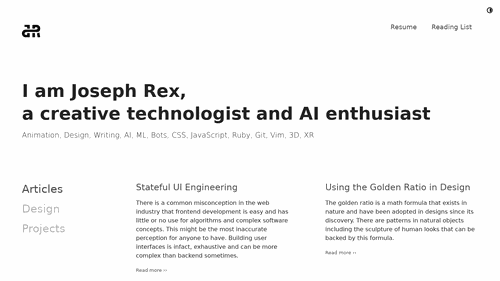 Resume Reading List
I am Joseph Rex,
a creative technologist and AI enthusiast
Animation, Design, Writing, AI, ML, Bots, CSS, JavaScript, Ruby, Git, Vim, 3D, XR
Articles
Design
Projects
Stateful UI Engineering
There is a common misconception in the web
industry that frontend development is easy and has
little or no use for algorithms and complex software
concepts. This might be the most inaccurate
perception for anyone to have. Building user
interfaces is infact, exhaustive and can be more
complex than backend sometimes.
Read more ››
Using the Golden Ratio in Design
The golden ratio is a math formula that exists in
nature and have been adopted in designs since its
discovery. There are patterns in natural objects
including the sculpture of human looks that can be
backed by this formula.
Read more ››